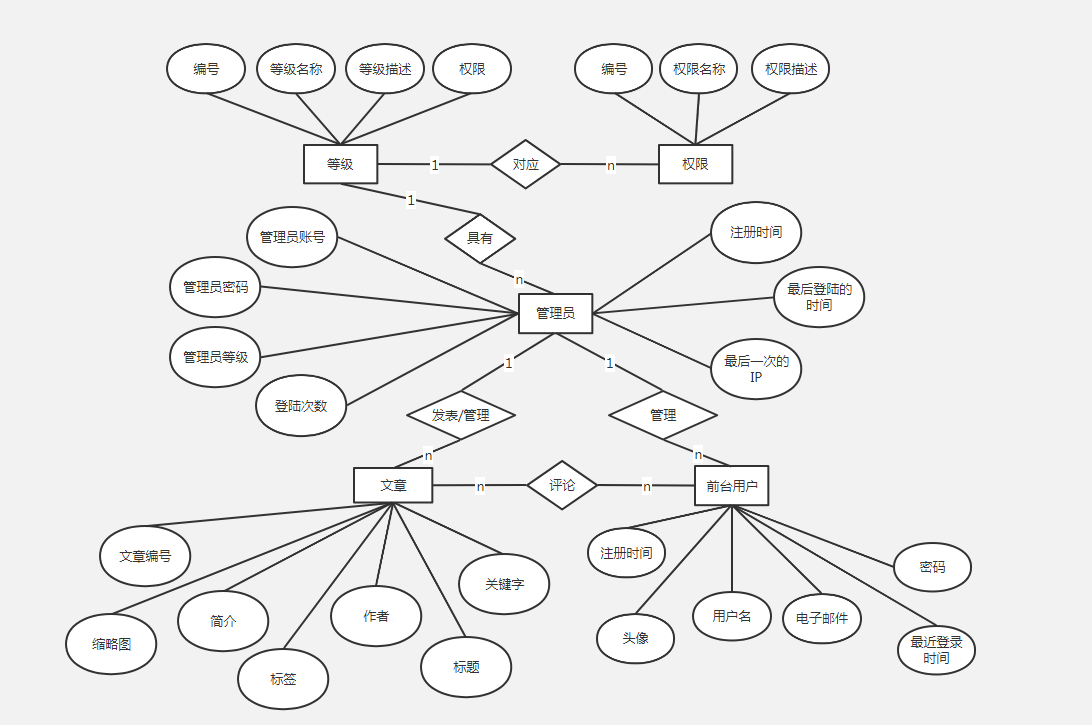 编号
等级名称
等级描述
权限
编号
权限名称
权限描述
等级
1
对应
n
权限
1
管理员账号
具有
注册时间
n
管理员密码
最后登陆的
时间
管理员
管理员等级
1
1
最后一次的
IP
登陆次数
发表/管理
管理
n
n
文章
n
评论
n
前台用户
文章编号
关键字
注册时间
密码
缩略图
简介
作者
头像
用户名
电子邮件
最近登录
时间
标签
标题